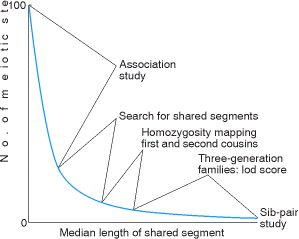 100
No. of meiotic ste
Association
study
Search for shared segments
Homozygosity mapping
first and second cousins
Three-generation
families: lod score
Sib-pair
study
0
Median length of shared segment